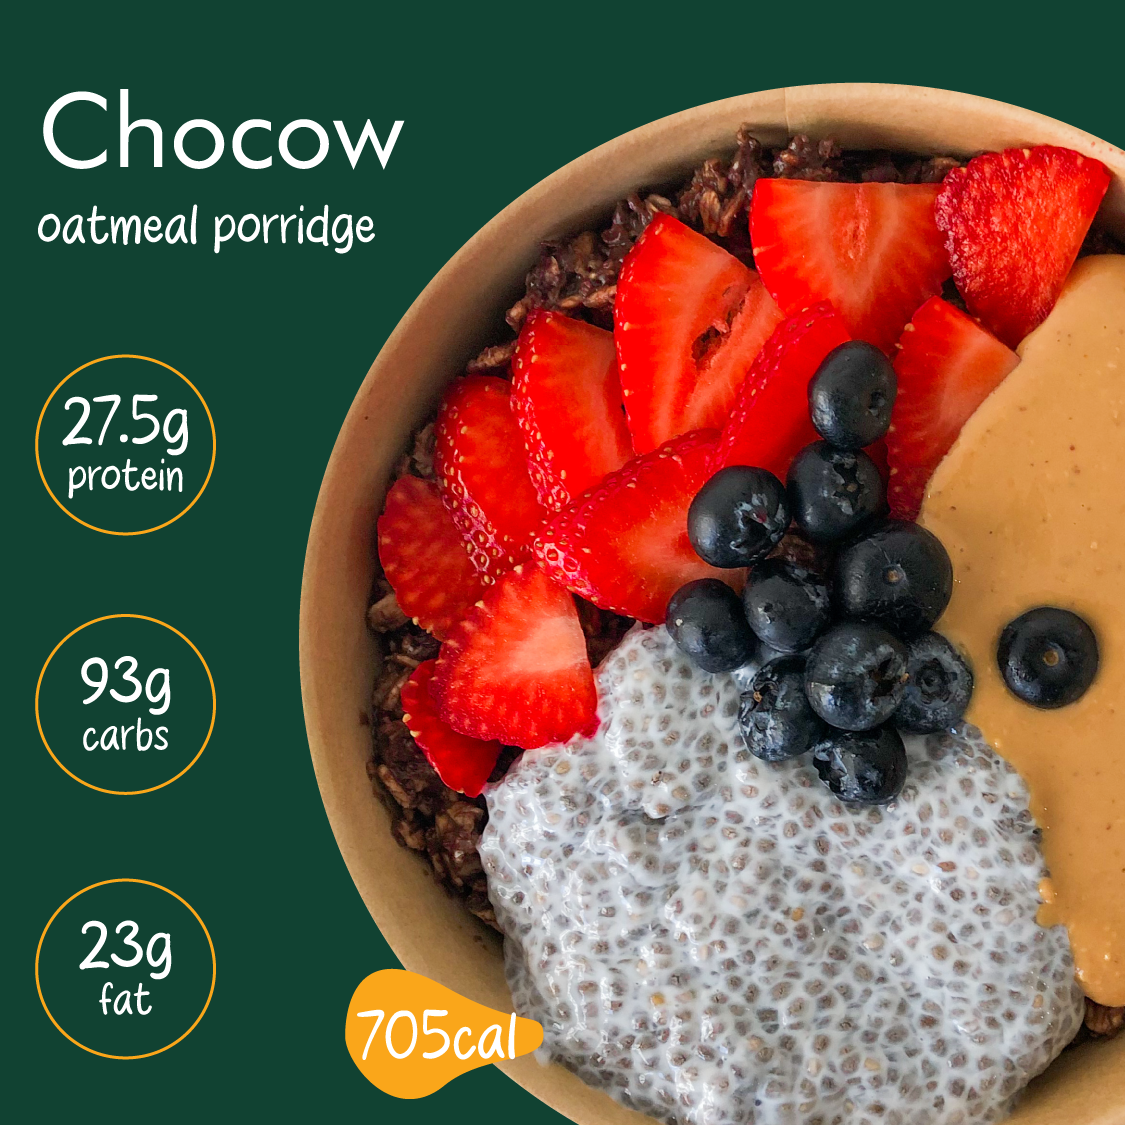 Chocow
oatmeal porridge
27.5g
protein
93g
carbs
23g
fat
705cal